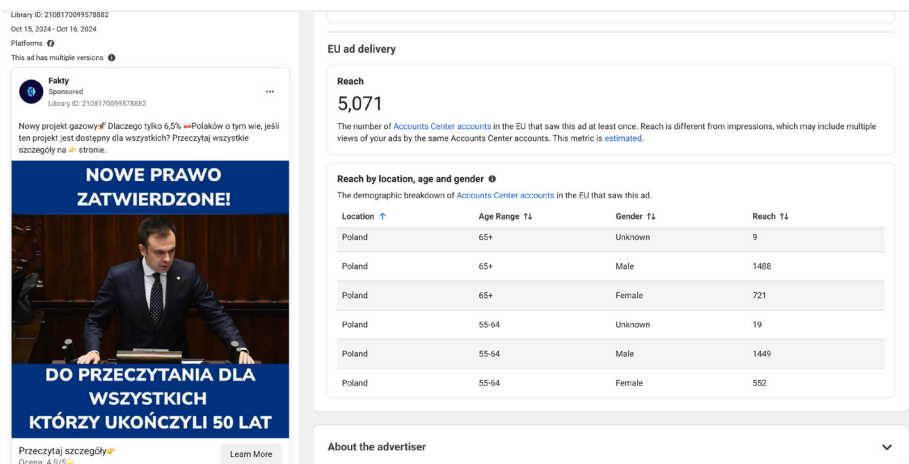 Library ID: 2108170099578882
Oct 15, 2024 - Oct 16, 2024
Platforms
This ad has multiple versions
Fakty
Sponsored
Library ID: 2108170099578882
Nowy projekt gazowy🚀 Dlaczego tylko 6,5% 🇵🇱Polaków o tym wie, jeśli
ten projekt jest dostępny dla wszystkich? Przeczytaj wszystkie
szczegóły na 👉 stronie.
NOWE PRAWO
ZATWIERDZONE!
DO PRZECZYTANIA DLA
WSZYSTKICH
KTÓRZY UKOŃCZYLI 50 LAT
Przeczytaj szczegóły👉
Ocena: 4,9/5⭐
Learn More
EU ad delivery
Reach
5,071
The number of Accounts Center accounts in the EU that saw this ad at least once. Reach is different from impressions, which may include multiple
views of your ads by the same Accounts Center accounts. This metric is estimated.
Reach by location, age and gender
The demographic breakdown of Accounts Center accounts in the EU that saw this ad.
Location ↑ Age Range ↑↓ Gender ↑↓ Reach ↑↓
Poland 65+ Unknown 9
Poland 65+ Male 1488
Poland 65+ Female 721
Poland 55-64 Unknown 19
Poland 55-64 Male 1449
Poland 55-64 Female 552
About the advertiser